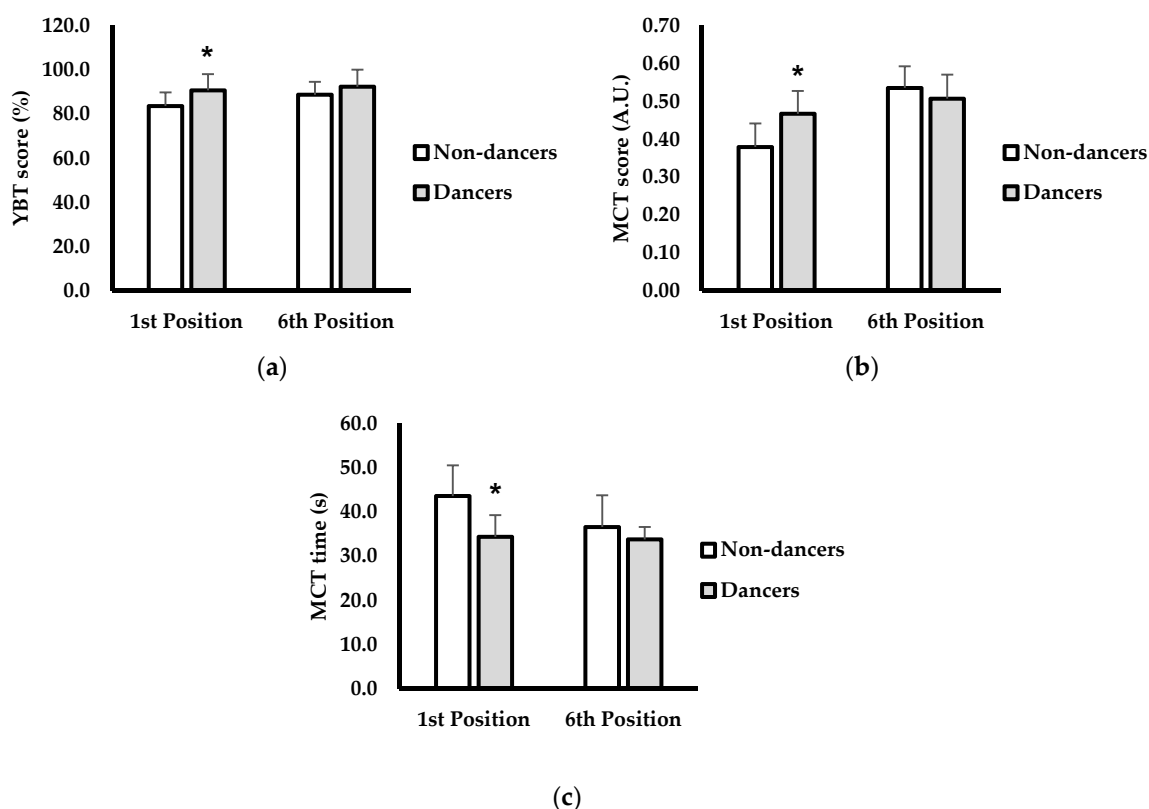 120.0
100.0
80.0
60.0
40.0
20.0
0.0
YBT score (%)
*
1st Position
6th Position
Non-dancers
Dancers
(a)
0.70
0.60
0.50
0.40
0.30
0.20
0.10
0.00
MCT score (A.U.)
*
1st Position
6th Position
Non-dancers
Dancers
(b)
60.0
50.0
40.0
30.0
20.0
10.0
0.0
MCT time (s)
*
1st Position
6th Position
Non-dancers
Dancers
(c)